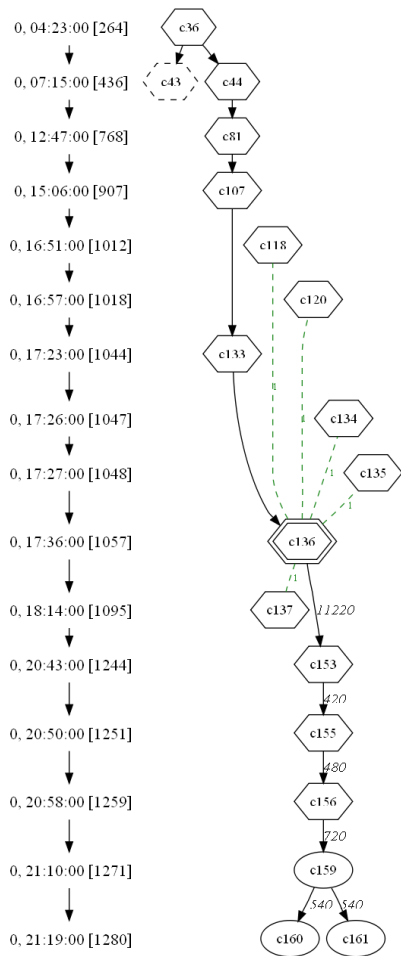 0, 04:23:00 [264] c36
0, 07:15:00 [436] c43 c44
0, 12:47:00 [768] c81
0, 15:06:00 [907] c107
0, 16:51:00 [1012] c118
0, 16:57:00 [1018] c120
0, 17:23:00 [1044] c133
1
1
0, 17:26:00 [1047] c134
0, 17:27:00 [1048] 1 c135
1
0, 17:36:00 [1057] c136
1
0, 18:14:00 [1095] c137 11220
0, 20:43:00 [1244] c153
420
0, 20:50:00 [1251] c155
480
0, 20:58:00 [1259] c156
720
0, 21:10:00 [1271] c159
540 540
0, 21:19:00 [1280] c160 c161